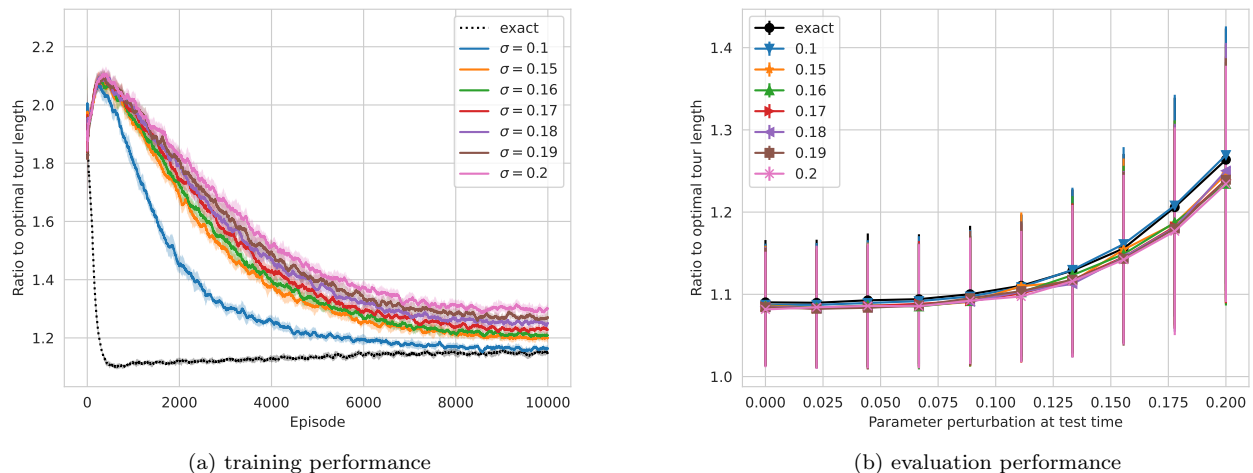 2.2
2.0
1.8
1.6
1.4
1.2
Ratio to optimal tour length
0
2000
4000
6000
8000
10000
Episode
exact
σ = 0.1
σ = 0.15
σ = 0.16
σ = 0.17
σ = 0.18
σ = 0.19
σ = 0.2
(a) training performance
1.4
1.3
1.2
1.1
1.0
Ratio to optimal tour length
0.000
0.025
0.050
0.075
0.100
0.125
0.150
0.175
0.200
Parameter perturbation at test time
exact
0.1
0.15
0.16
0.17
0.18
0.19
0.2
(b) evaluation performance